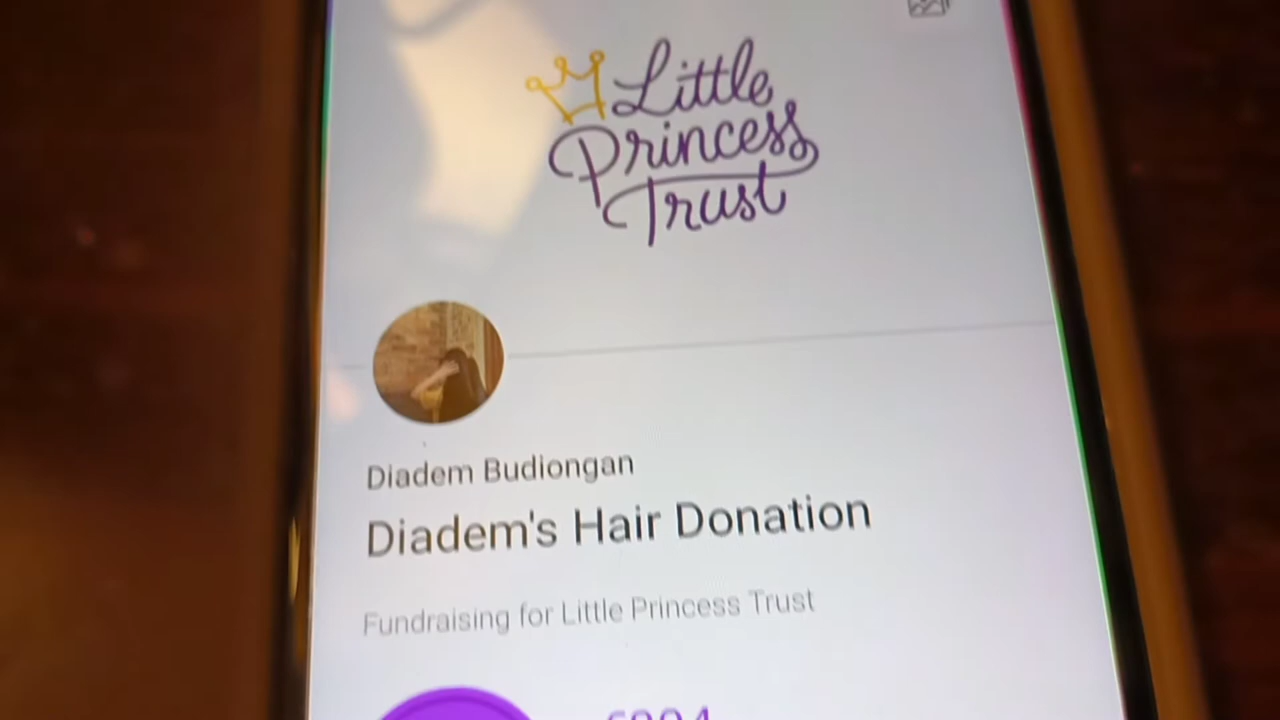 Little
Princess
Trust
Diadem Budiongan
Diadem's Hair Donation
Fundraising for Little Princess Trust